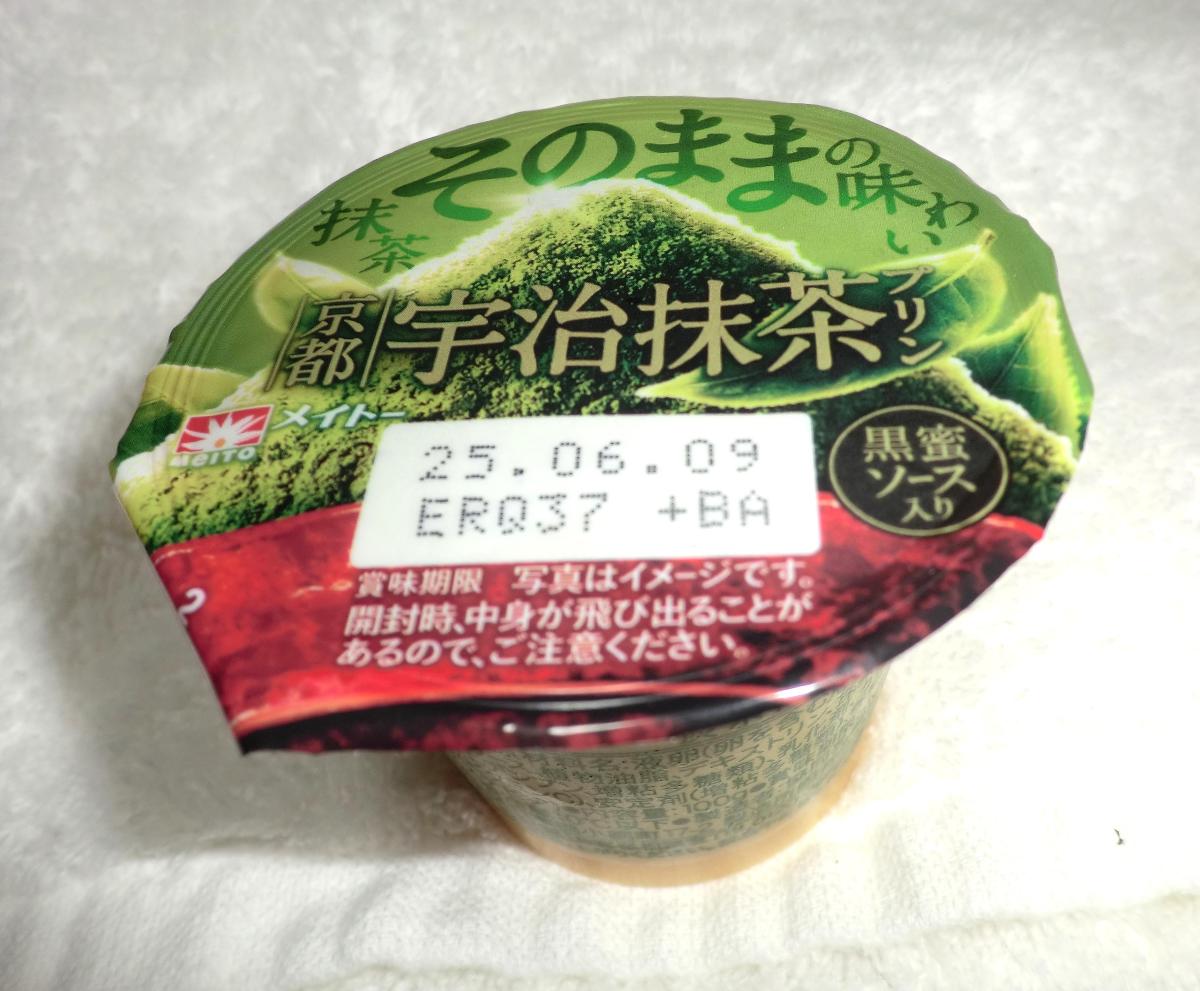 抹茶そのままの味わい
京都 宇治抹茶プリン
メイトー
MEITO
黒蜜
ソース
入り
25.06.09
ERQ37 +BA
賞味期限 写真はイメージです。
開封時、中身が飛び出ることが
あるので、ご注意ください。